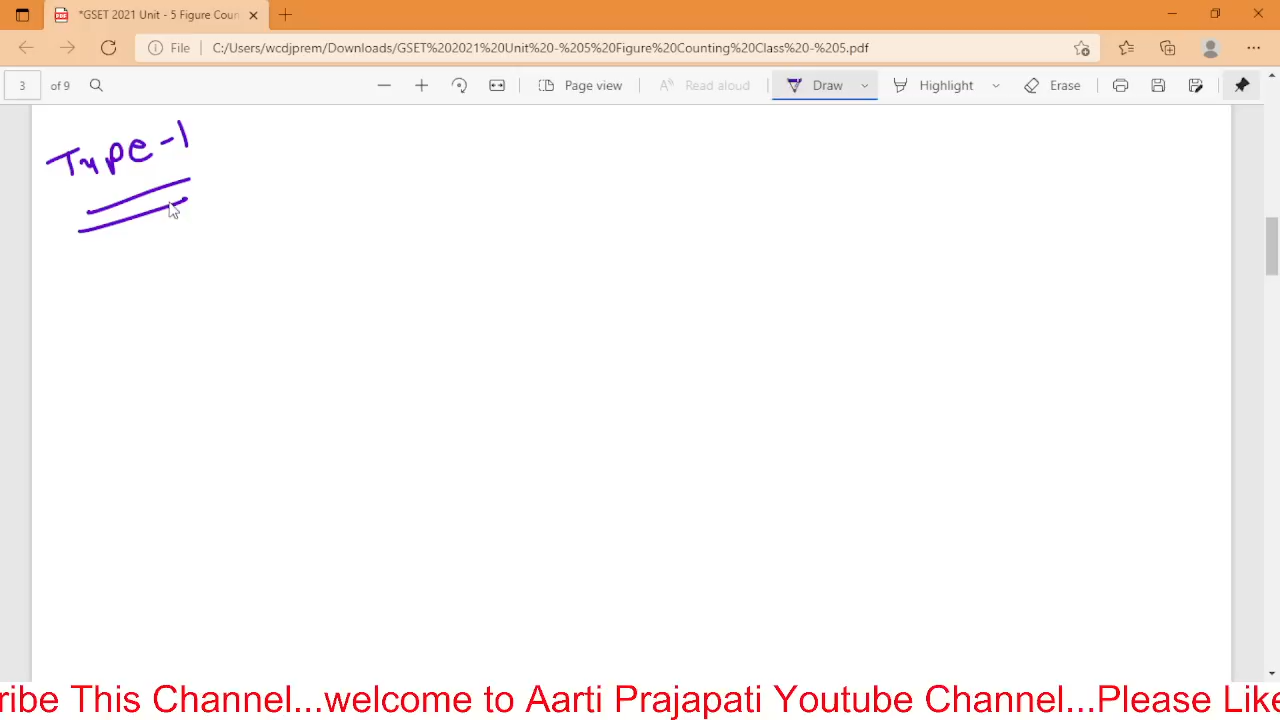 *GSET 2021 Unit - 5 Figure Coun
File C:/Users/wcdjprem/Downloads/GSET%202021%20Unit%20-%205%20Figure%20Counting%20Class%20-%205.pdf
3 of 9 Page view Read aloud Draw Highlight Erase
Type-1
ribe This Channel...welcome to Aarti Prajapati Youtube Channel...Please Like